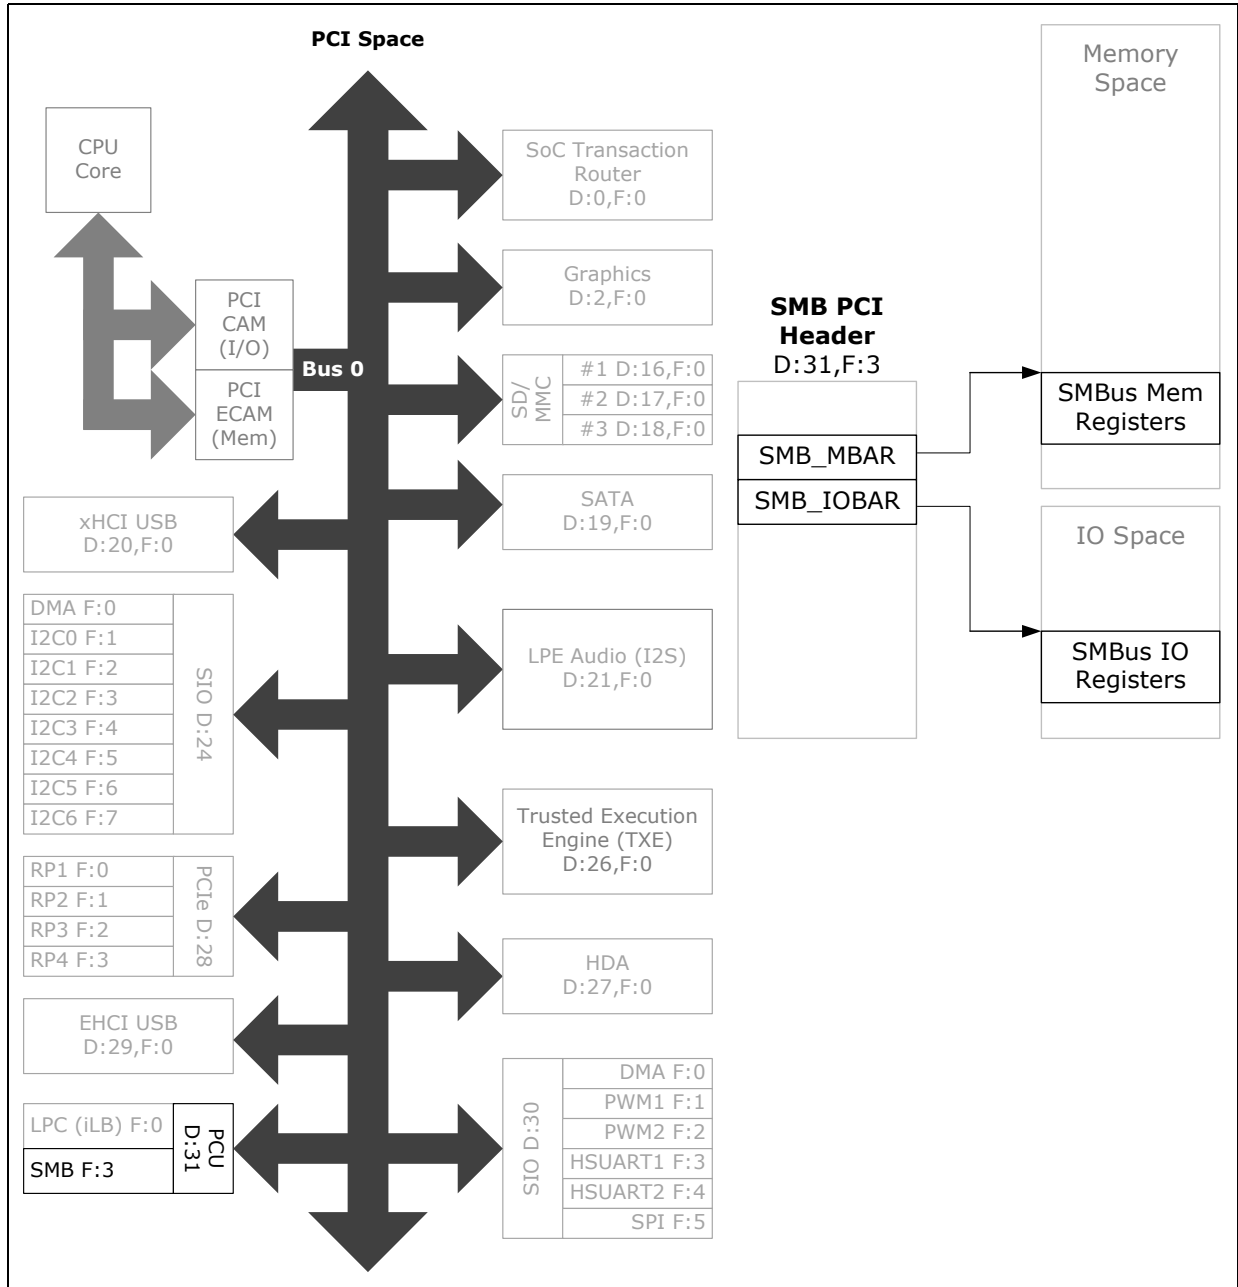 PCI Space
CPU
Core
PCI
CAM
(I/O)
PCI
ECAM
(Mem)
Bus 0
SoC Transaction
Router
D:0,F:0
Graphics
D:2,F:0
SD/
MMC
#1 D:16,F:0
#2 D:17,F:0
#3 D:18,F:0
SATA
D:19,F:0
xHCI USB
D:20,F:0
DMA F:0
I2C0 F:1
I2C1 F:2
I2C2 F:3
I2C3 F:4
I2C4 F:5
I2C5 F:6
I2C6 F:7
SIO D:24
LPE Audio (I2S)
D:21,F:0
Trusted Execution
Engine (TXE)
D:26,F:0
RP1 F:0
RP2 F:1
RP3 F:2
RP4 F:3
PCIe D:28
HDA
D:27,F:0
EHCI USB
D:29,F:0
LPC (iLB) F:0
SMB F:3
PCU
D:31
SIO D:30
DMA F:0
PWM1 F:1
PWM2 F:2
HSUART1 F:3
HSUART2 F:4
SPI F:5
SMB PCI
Header
D:31,F:3
SMB_MBAR
SMB_IOBAR
Memory
Space
SMBus Mem
Registers
IO Space
SMBus IO
Registers